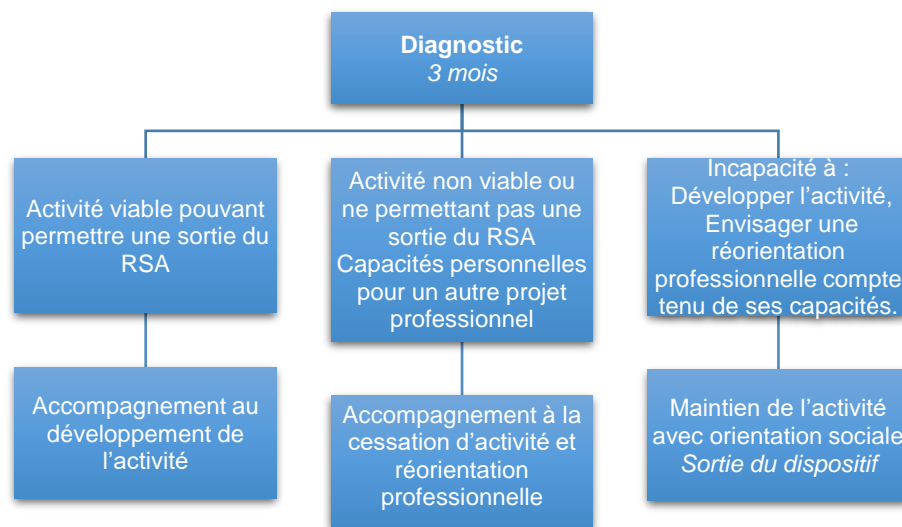 Diagnostic
3 mois
Activité viable pouvant
permettre une sortie du
RSA
Activité non viable ou
ne permettant pas une
sortie du RSA
Capacités personnelles
pour un autre projet
professionnel
Incapacité à :
Développer l’activité,
Envisager une
réorientation
professionnelle compte
tenu de ses capacités.
Accompagnement au
développement de
l’activité
Accompagnement à la
cessation d’activité et
réorientation
professionnelle
Maintien de l’activité
avec orientation sociale
Sortie du dispositif